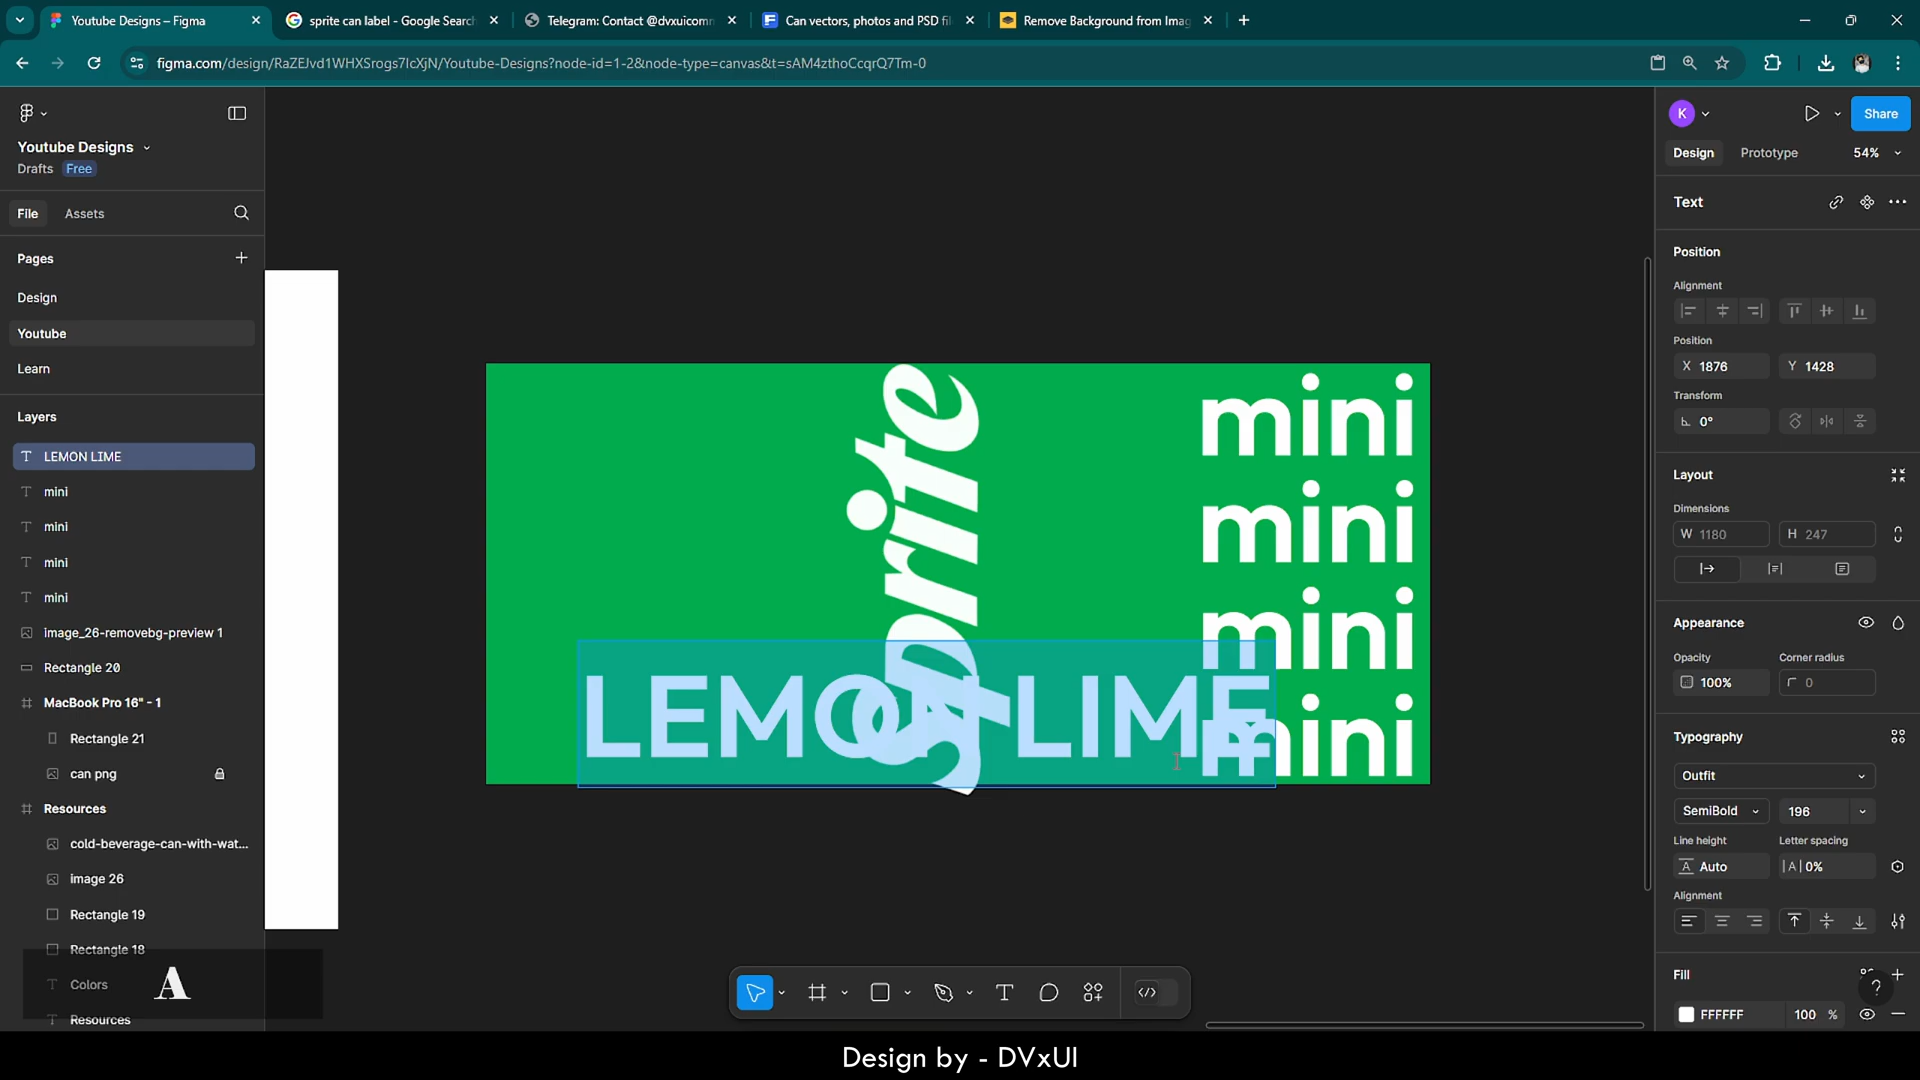 Youtube Designs – Figma
sprite can label - Google Search
Telegram: Contact @dvxuicomm
Can vectors, photos and PSD fil
Remove Background from Imag
figma.com/design/RaZEJvd1WHXSrogs7IcXjN/Youtube-Designs?node-id=1-2&node-type=canvas&t=sAM4zthoCcqrQ7Tm-0
Youtube Designs
Drafts Free
File Assets
Pages
Design
Youtube
Learn
Layers
LEMON LIME
mini
mini
mini
mini
image_26-removebg-preview 1
Rectangle 20
MacBook Pro 16" - 1
Rectangle 21
can png
Resources
cold-beverage-can-with-wat...
image 26
Rectangle 19
Rectangle 18
Colors
Resources
A
sprite
mini
mini
mini
mini
LEMON LIME
K
Share
Design Prototype 54%
Text
Position
Alignment
Position
X 1876 Y 1428
Transform
0°
Layout
Dimensions
W 1180 H 247
Appearance
Opacity Corner radius
100% 0
Typography
Outfit
SemiBold 196
Line height Letter spacing
Auto |A| 0%
Alignment
Fill
?
FFFFFF 100 %
Design by - DVxUI